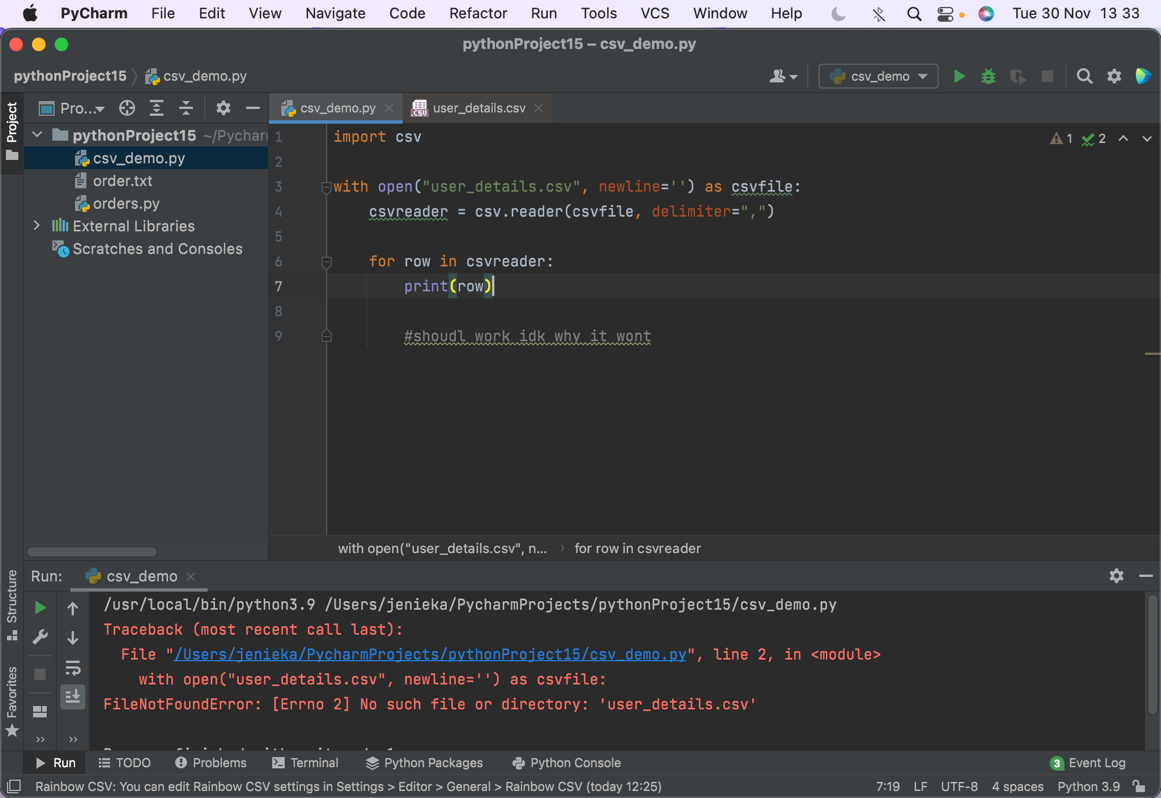 PyCharm File Edit View Navigate Code Refactor Run Tools VCS Window Help Tue 30 Nov 13 33
pythonProject15 – csv_demo.py
pythonProject15 csv_demo.py csv_demo
Project
Pro... csv_demo.py user_details.csv
pythonProject15 ~/Pychar
csv_demo.py
order.txt
orders.py
External Libraries
Scratches and Consoles
1 import csv
1 2
2
3 with open("user_details.csv", newline='') as csvfile:
4 csvreader = csv.reader(csvfile, delimiter=",")
5
6 for row in csvreader:
7 print(row)
8
9 #shoudl work idk why it wont
with open("user_details.csv", n... for row in csvreader
Run: csv_demo
Structure
Favorites
/usr/local/bin/python3.9 /Users/jenieka/PycharmProjects/pythonProject15/csv_demo.py
Traceback (most recent call last):
File "/Users/jenieka/PycharmProjects/pythonProject15/csv_demo.py", line 2, in <module>
with open("user_details.csv", newline='') as csvfile:
FileNotFoundError: [Errno 2] No such file or directory: 'user_details.csv'
Run TODO Problems Terminal Python Packages Python Console 3 Event Log
Rainbow CSV: You can edit Rainbow CSV settings in Settings > Editor > General > Rainbow CSV (today 12:25) 7:19 LF UTF-8 4 spaces Python 3.9